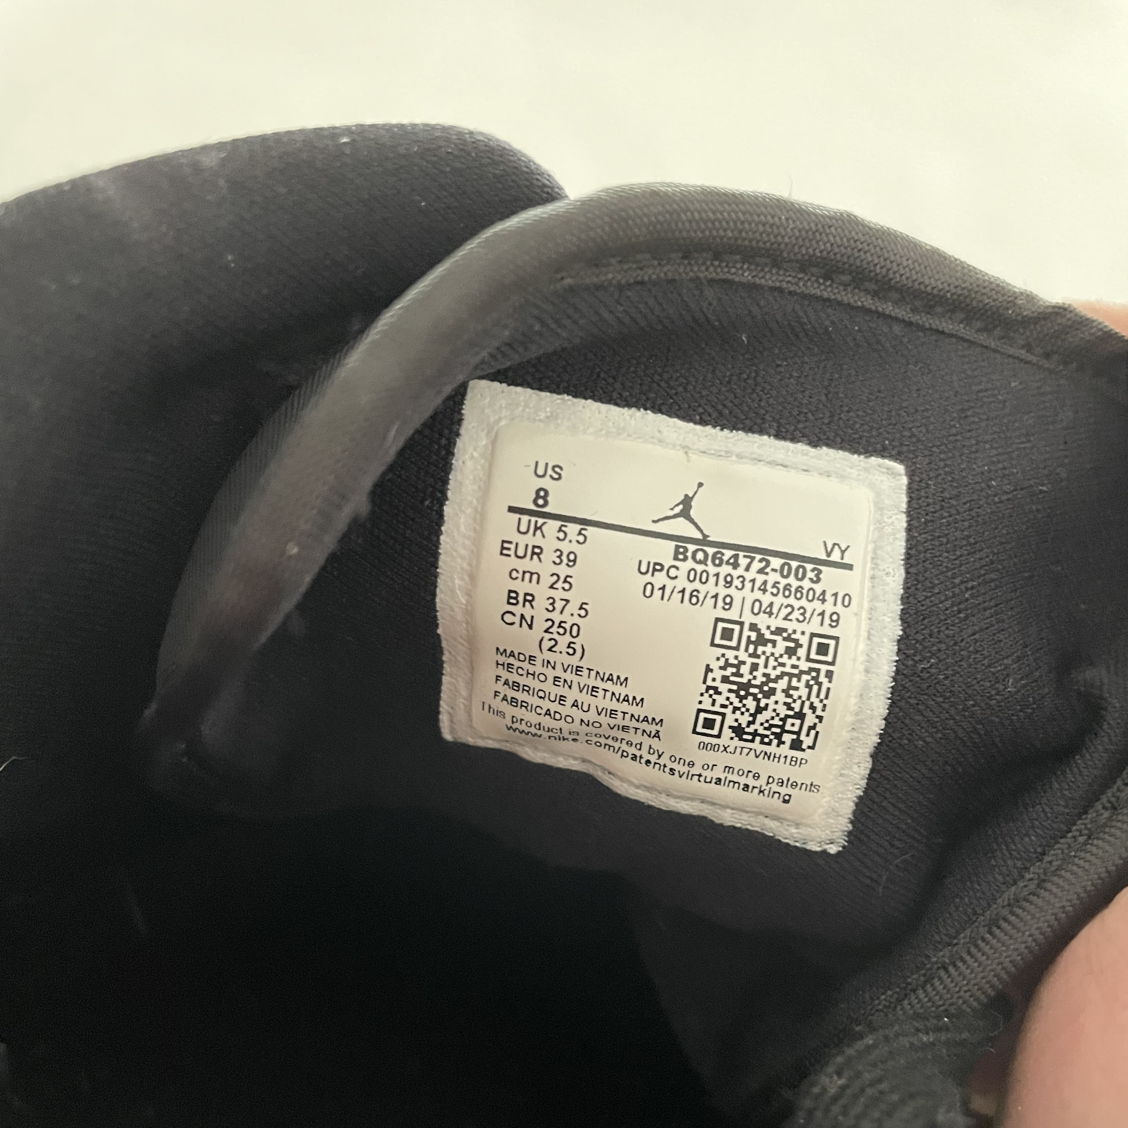 US
8
UK 5.5
EUR 39
cm 25
BR 37.5
CN 250
(2.5)
VY
BQ6472-003
UPC 00193145660410
01/16/19 | 04/23/19
000XJT7VNH1BP
MADE IN VIETNAM
HECHO EN VIETNAM
FABRIQUE AU VIETNAM
FABRICADO NO VIETNÃ
This product is covered by one or more patents
www.nike.com/patentsvirtualmarking